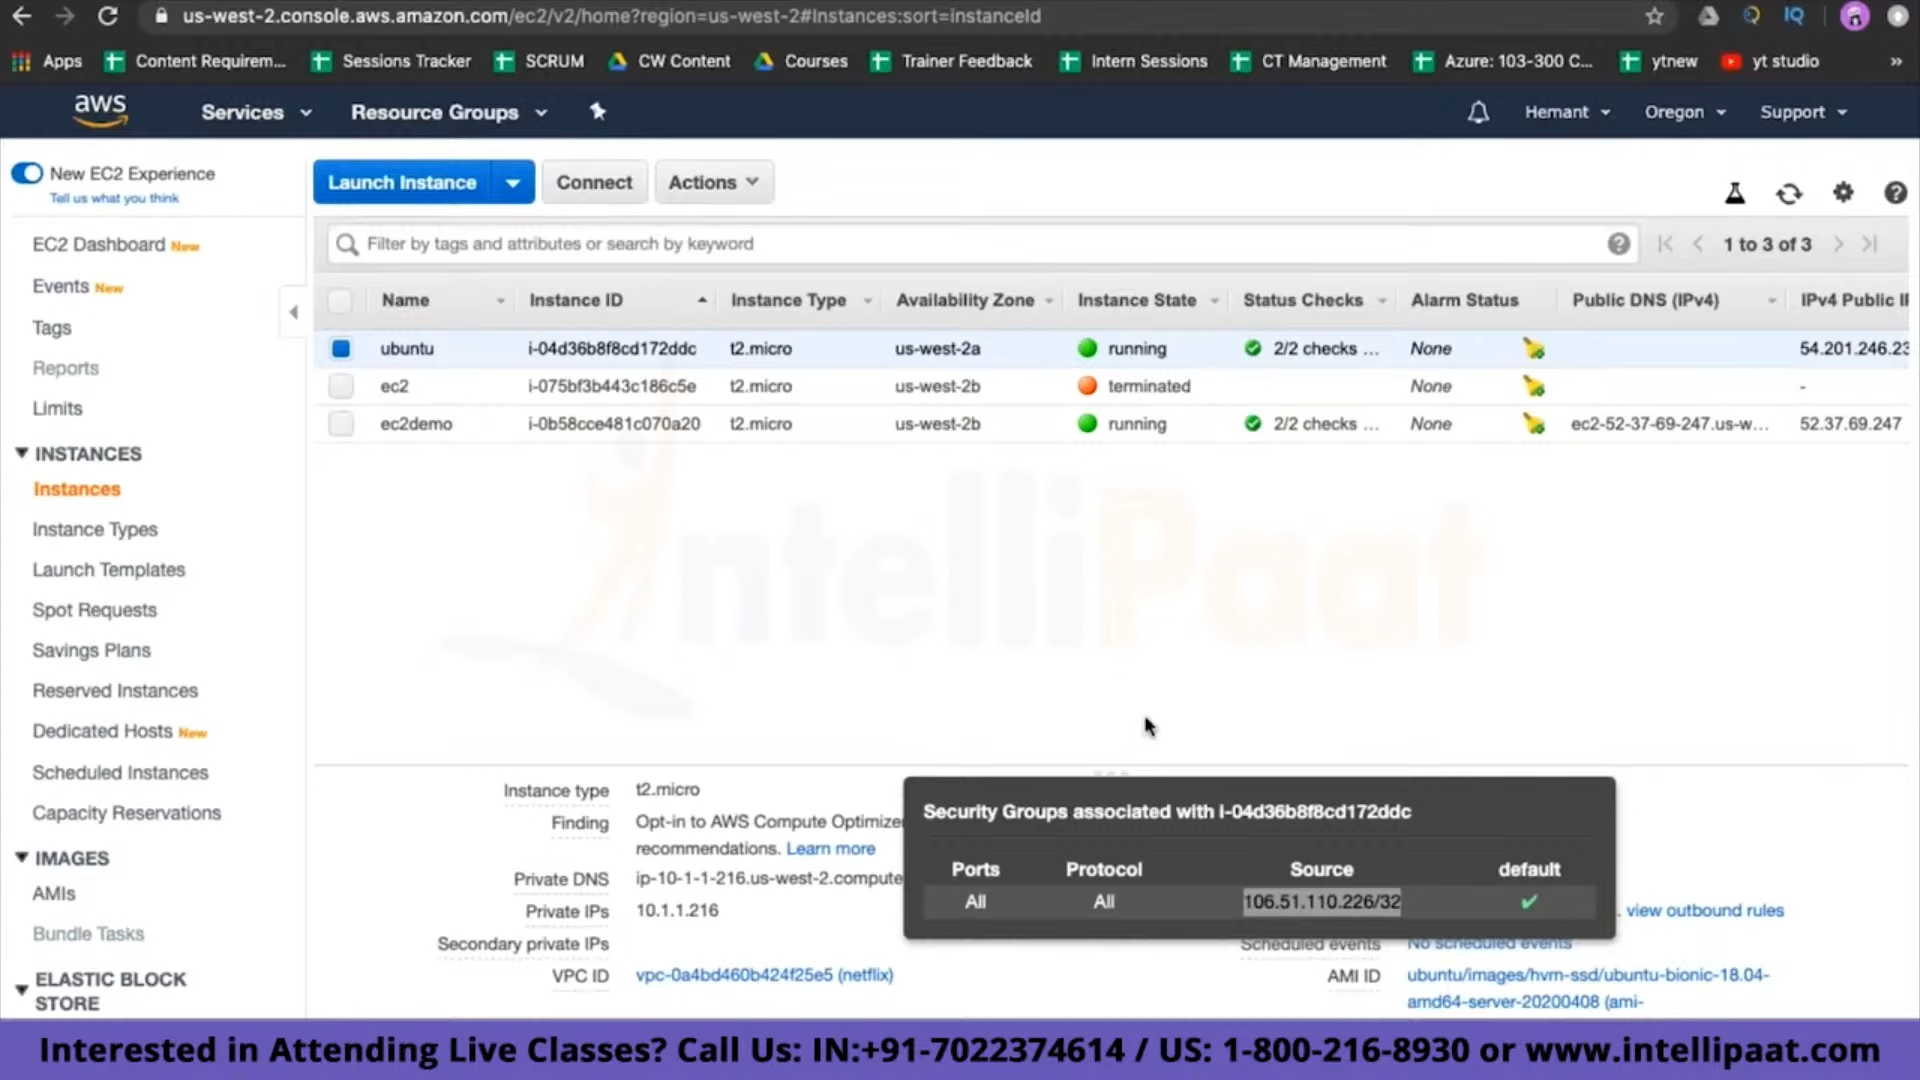 us-west-2.console.aws.amazon.com/ec2/v2/home?region=us-west-2#Instances:sort=instanceId
Apps Content Requirem... Sessions Tracker SCRUM CW Content Courses Trainer Feedback Intern Sessions CT Management Azure: 103-300 C... ytnew yt studio »
aws Services Resource Groups Hemant Oregon Support
New EC2 Experience
Tell us what you think
EC2 Dashboard New
Events New
Tags
Reports
Limits
INSTANCES
Instances
Instance Types
Launch Templates
Spot Requests
Savings Plans
Reserved Instances
Dedicated Hosts New
Scheduled Instances
Capacity Reservations
IMAGES
AMIs
Bundle Tasks
ELASTIC BLOCK
STORE
Launch Instance Connect Actions
Filter by tags and attributes or search by keyword 1 to 3 of 3
Name Instance ID Instance Type Availability Zone Instance State Status Checks Alarm Status Public DNS (IPv4) IPv4 Public IP
ubuntu i-04d36b8f8cd172ddc t2.micro us-west-2a running 2/2 checks ... None 54.201.246.23
ec2 i-075bf3b443c186c5e t2.micro us-west-2b terminated None -
ec2demo i-0b58cce481c070a20 t2.micro us-west-2b running 2/2 checks ... None ec2-52-37-69-247.us-w... 52.37.69.247
intelliPaat
Instance type t2.micro
Finding Opt-in to AWS Compute Optimizer
recommendations. Learn more
Private DNS ip-10-1-1-216.us-west-2.compute
Private IPs 10.1.1.216
Secondary private IPs
VPC ID vpc-0a4bd460b424f25e5 (netflix)
Security Groups associated with i-04d36b8f8cd172ddc
Ports Protocol Source default
All All 106.51.110.226/32 ✔
. view outbound rules
Scheduled events No scheduled events
AMI ID ubuntu/images/hvm-ssd/ubuntu-bionic-18.04-
amd64-server-20200408 (ami-
Interested in Attending Live Classes? Call Us: IN:+91-7022374614 / US: 1-800-216-8930 or www.intellipaat.com